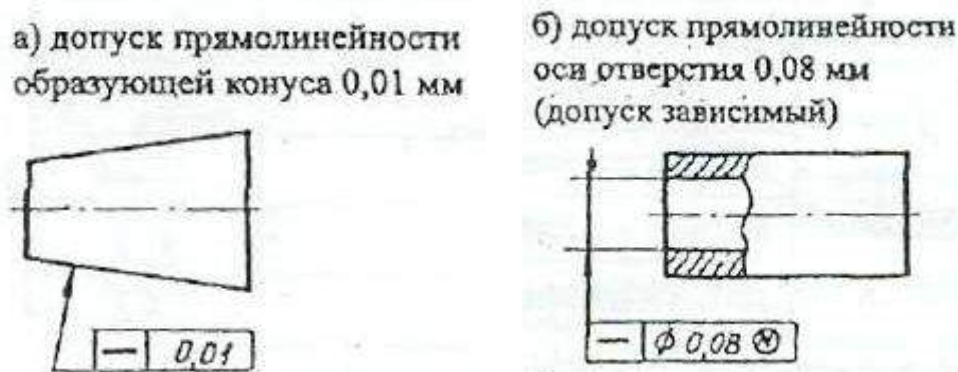 а) допуск прямолинейности
образующей конуса 0,01 мм
— 0,01
б) допуск прямолинейности
оси отверстия 0,08 мм
(допуск зависимый)
— ϕ 0,08 Ⓜ